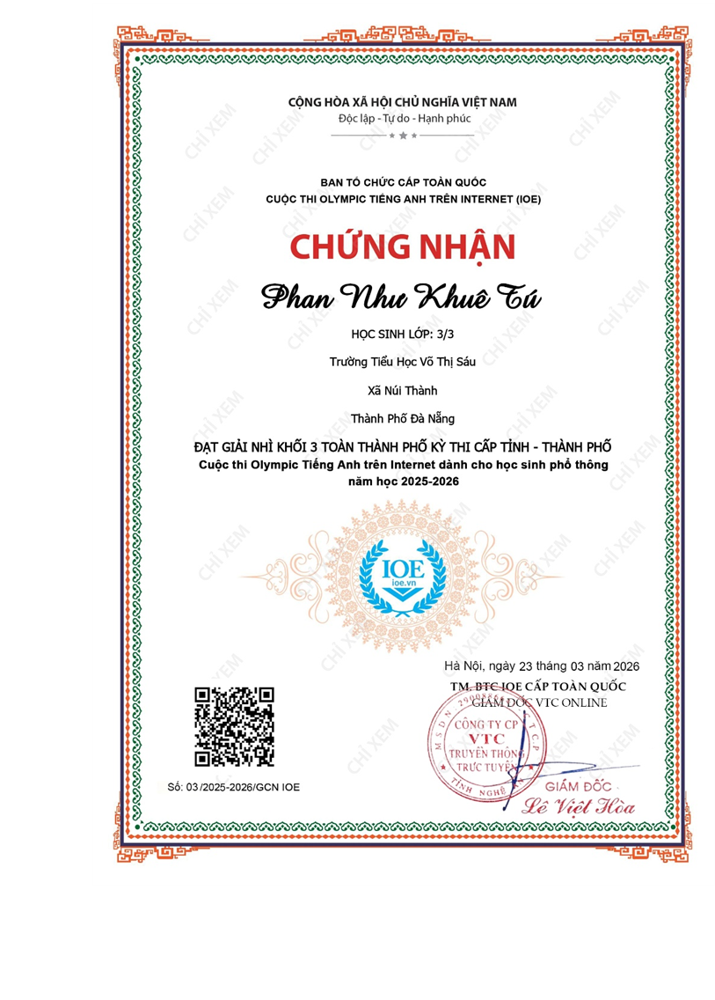 CỘNG HÒA XÃ HỘI CHỦ NGHĨA VIỆT NAM
Độc lập - Tự do - Hạnh phúc
BAN TỔ CHỨC CẤP TOÀN QUỐC
CUỘC THI OLYMPIC TIẾNG ANH TRÊN INTERNET (IOE)
CHỨNG NHẬN
Phan Như Khuê Tú
HỌC SINH LỚP: 3/3
Trường Tiểu Học Võ Thị Sáu
Xã Núi Thành
Thành Phố Đà Nẵng
ĐẠT GIẢI NHÌ KHỐI 3 TOÀN THÀNH PHỐ KỲ THI CẤP TỈNH - THÀNH PHỐ
Cuộc thi Olympic Tiếng Anh trên Internet dành cho học sinh phổ thông
năm học 2025-2026
IOE
ioe.vn
Hà Nội, ngày 23 tháng 03 năm 2026
TM. BTC IOE CẤP TOÀN QUỐC
GIÁM ĐỐC VTC ONLINE
CÔNG TY CP
VTC
TRUYỀN THÔNG
TRỰC TUYẾN
TỈNH NGHỆ AN
GIÁM ĐỐC
Lê Việt Hòa
Số: 03 /2025-2026/GCN IOE
CHỈ XEM